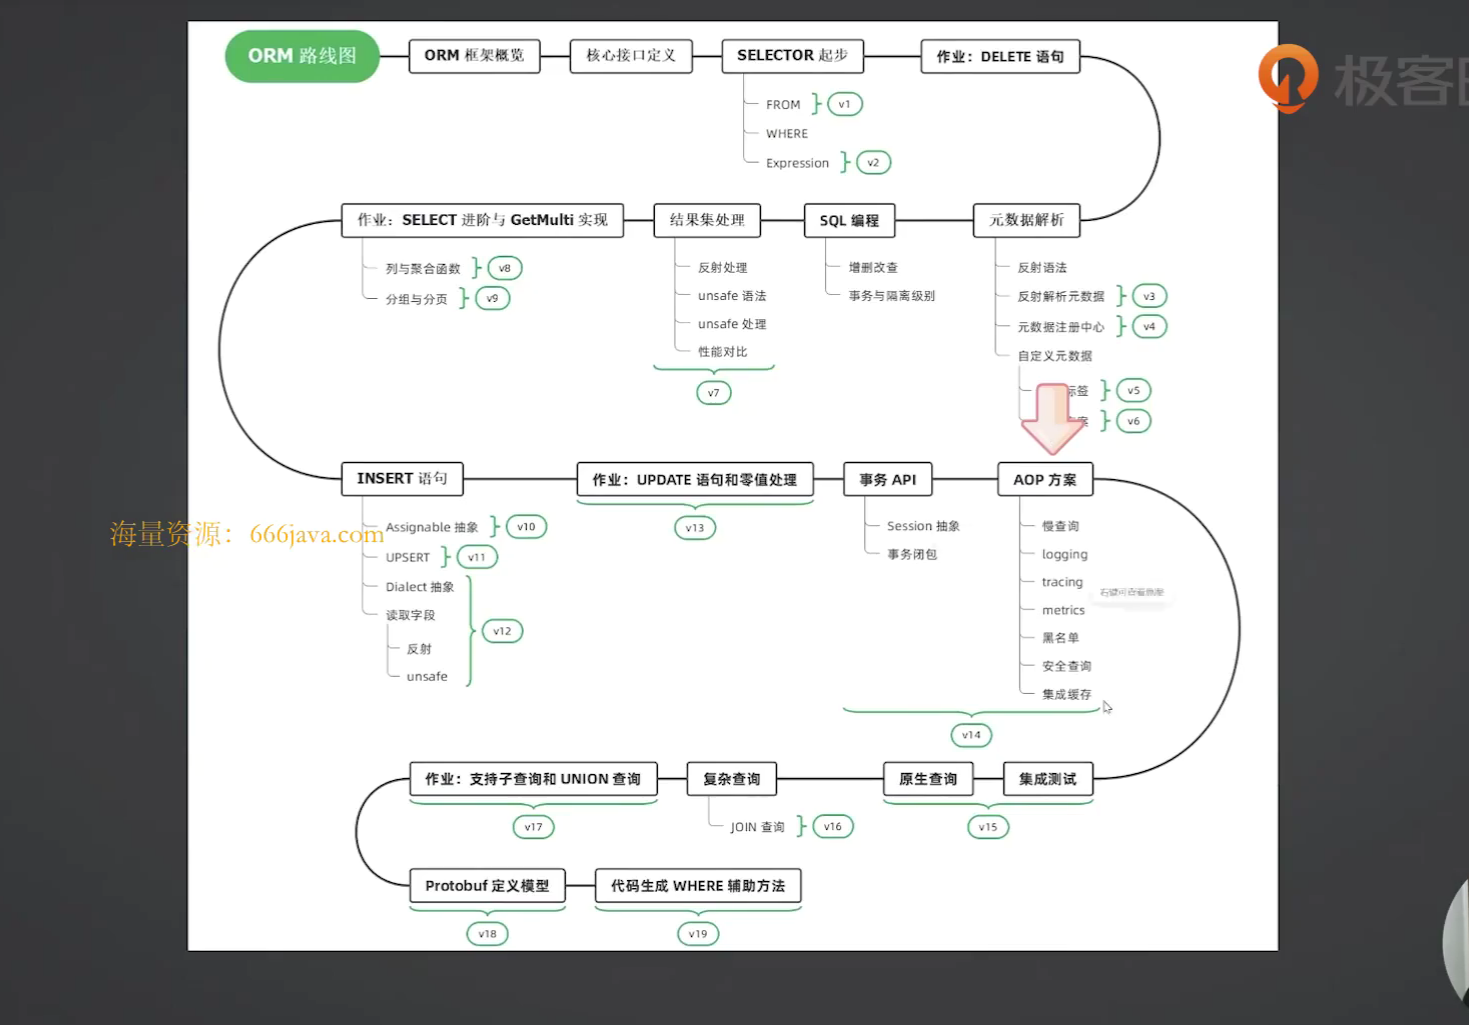 ORM 路线图
ORM 框架概览
核心接口定义
SELECTOR 起步
作业：DELETE 语句
FROM
v1
WHERE
Expression
v2
极客
作业：SELECT 进阶与 GetMulti 实现
结果集处理
SQL 编程
元数据解析
列与聚合函数
v8
分组与分页
v9
反射处理
unsafe 语法
unsafe 处理
性能对比
v7
增删改查
事务与隔离级别
反射语法
反射解析元数据
v3
元数据注册中心
v4
自定义元数据
标签
v5
v6
INSERT 语句
作业：UPDATE 语句和零值处理
事务 API
AOP 方案
海量资源：666java.com
Assignable 抽象
v10
UPSERT
v11
Dialect 抽象
读取字段
反射
unsafe
v12
v13
Session 抽象
事务闭包
慢查询
logging
tracing
metrics
黑名单
安全查询
集成缓存
v14
作业：支持子查询和 UNION 查询
复杂查询
原生查询
集成测试
v17
JOIN 查询
v16
v15
Protobuf 定义模型
代码生成 WHERE 辅助方法
v18
v19